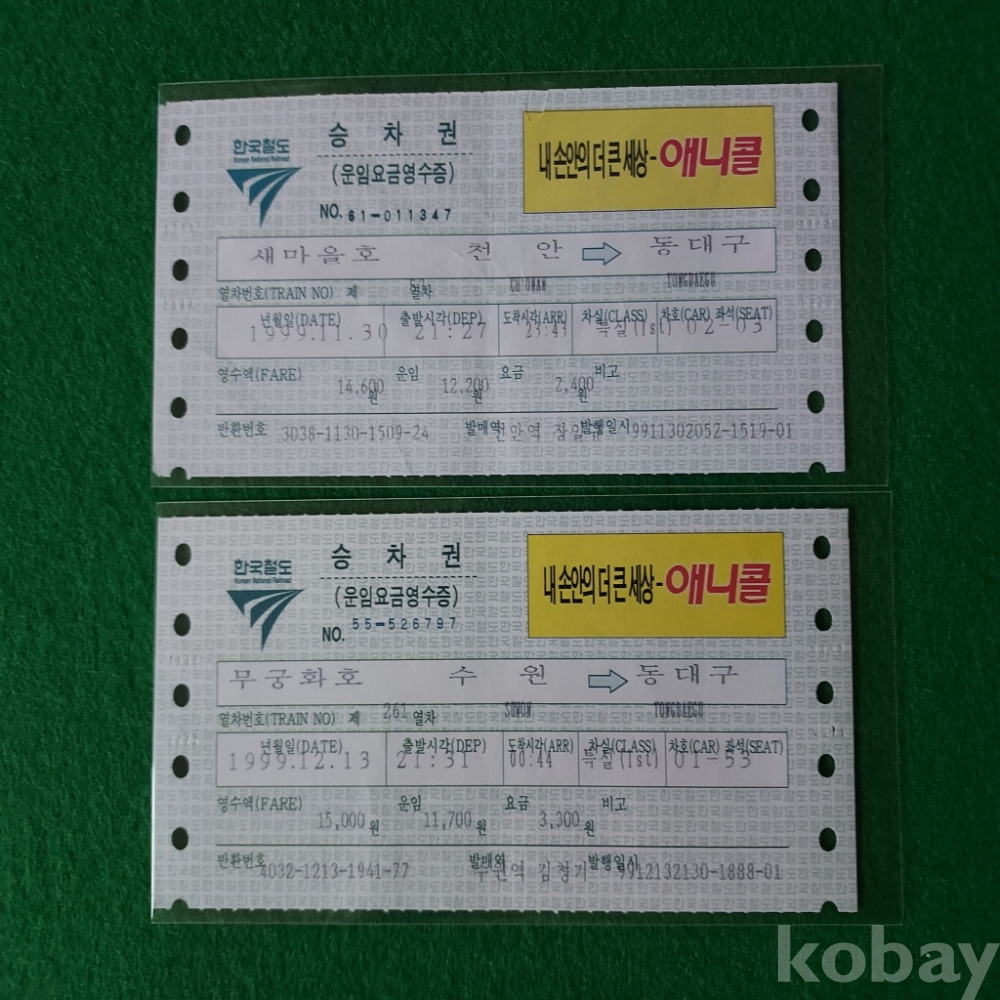 한국철도
Korean National Railroad
승 차 권
(운임요금영수증)
NO. 61-011347
내 손안의 더 큰 세상-애니콜
새마을호 천 안 동대구
열차번호(TRAIN NO) 제 열차 CH'ONAN TONGDAEGU
년월일(DATE) 출발시각(DEP) 도착시각(ARR) 차실(CLASS) 차호(CAR) 좌석(SEAT)
1999.11.30 21:27 23:43 특실(1st) 02-03
영수액(FARE) 운임 요금 비고
14,600원 12,200원 2,400원
반환번호 3038-1130-1509-24 발매역 천안역 발행일시 9911302052-1519-01
한국철도
Korean National Railroad
승 차 권
(운임요금영수증)
NO. 55-526797
내 손안의 더 큰 세상-애니콜
무궁화호 수 원 동대구
열차번호(TRAIN NO) 제 261 열차 SUWON TONGDAEGU
년월일(DATE) 출발시각(DEP) 도착시각(ARR) 차실(CLASS) 차호(CAR) 좌석(SEAT)
1999.12.13 21:31 00:44 특실(1st) 01-53
영수액(FARE) 운임 요금 비고
15,000원 11,700원 3,300원
반환번호 4032-1213-1941-77 발매역 수원역 발행일시 9912132130-1888-01
kobay